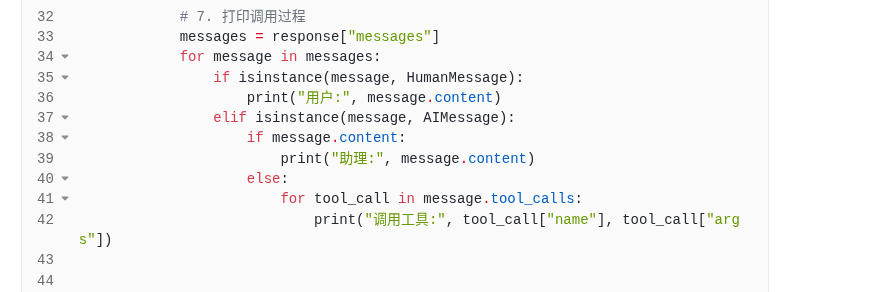 32 # 7. 打印调用过程
33 messages = response["messages"]
34 for message in messages:
35 if isinstance(message, HumanMessage):
36 print("用户:", message.content)
37 elif isinstance(message, AIMessage):
38 if message.content:
39 print("助理:", message.content)
40 else:
41 for tool_call in message.tool_calls:
42 print("调用工具:", tool_call["name"], tool_call["arg
s"])
43
44